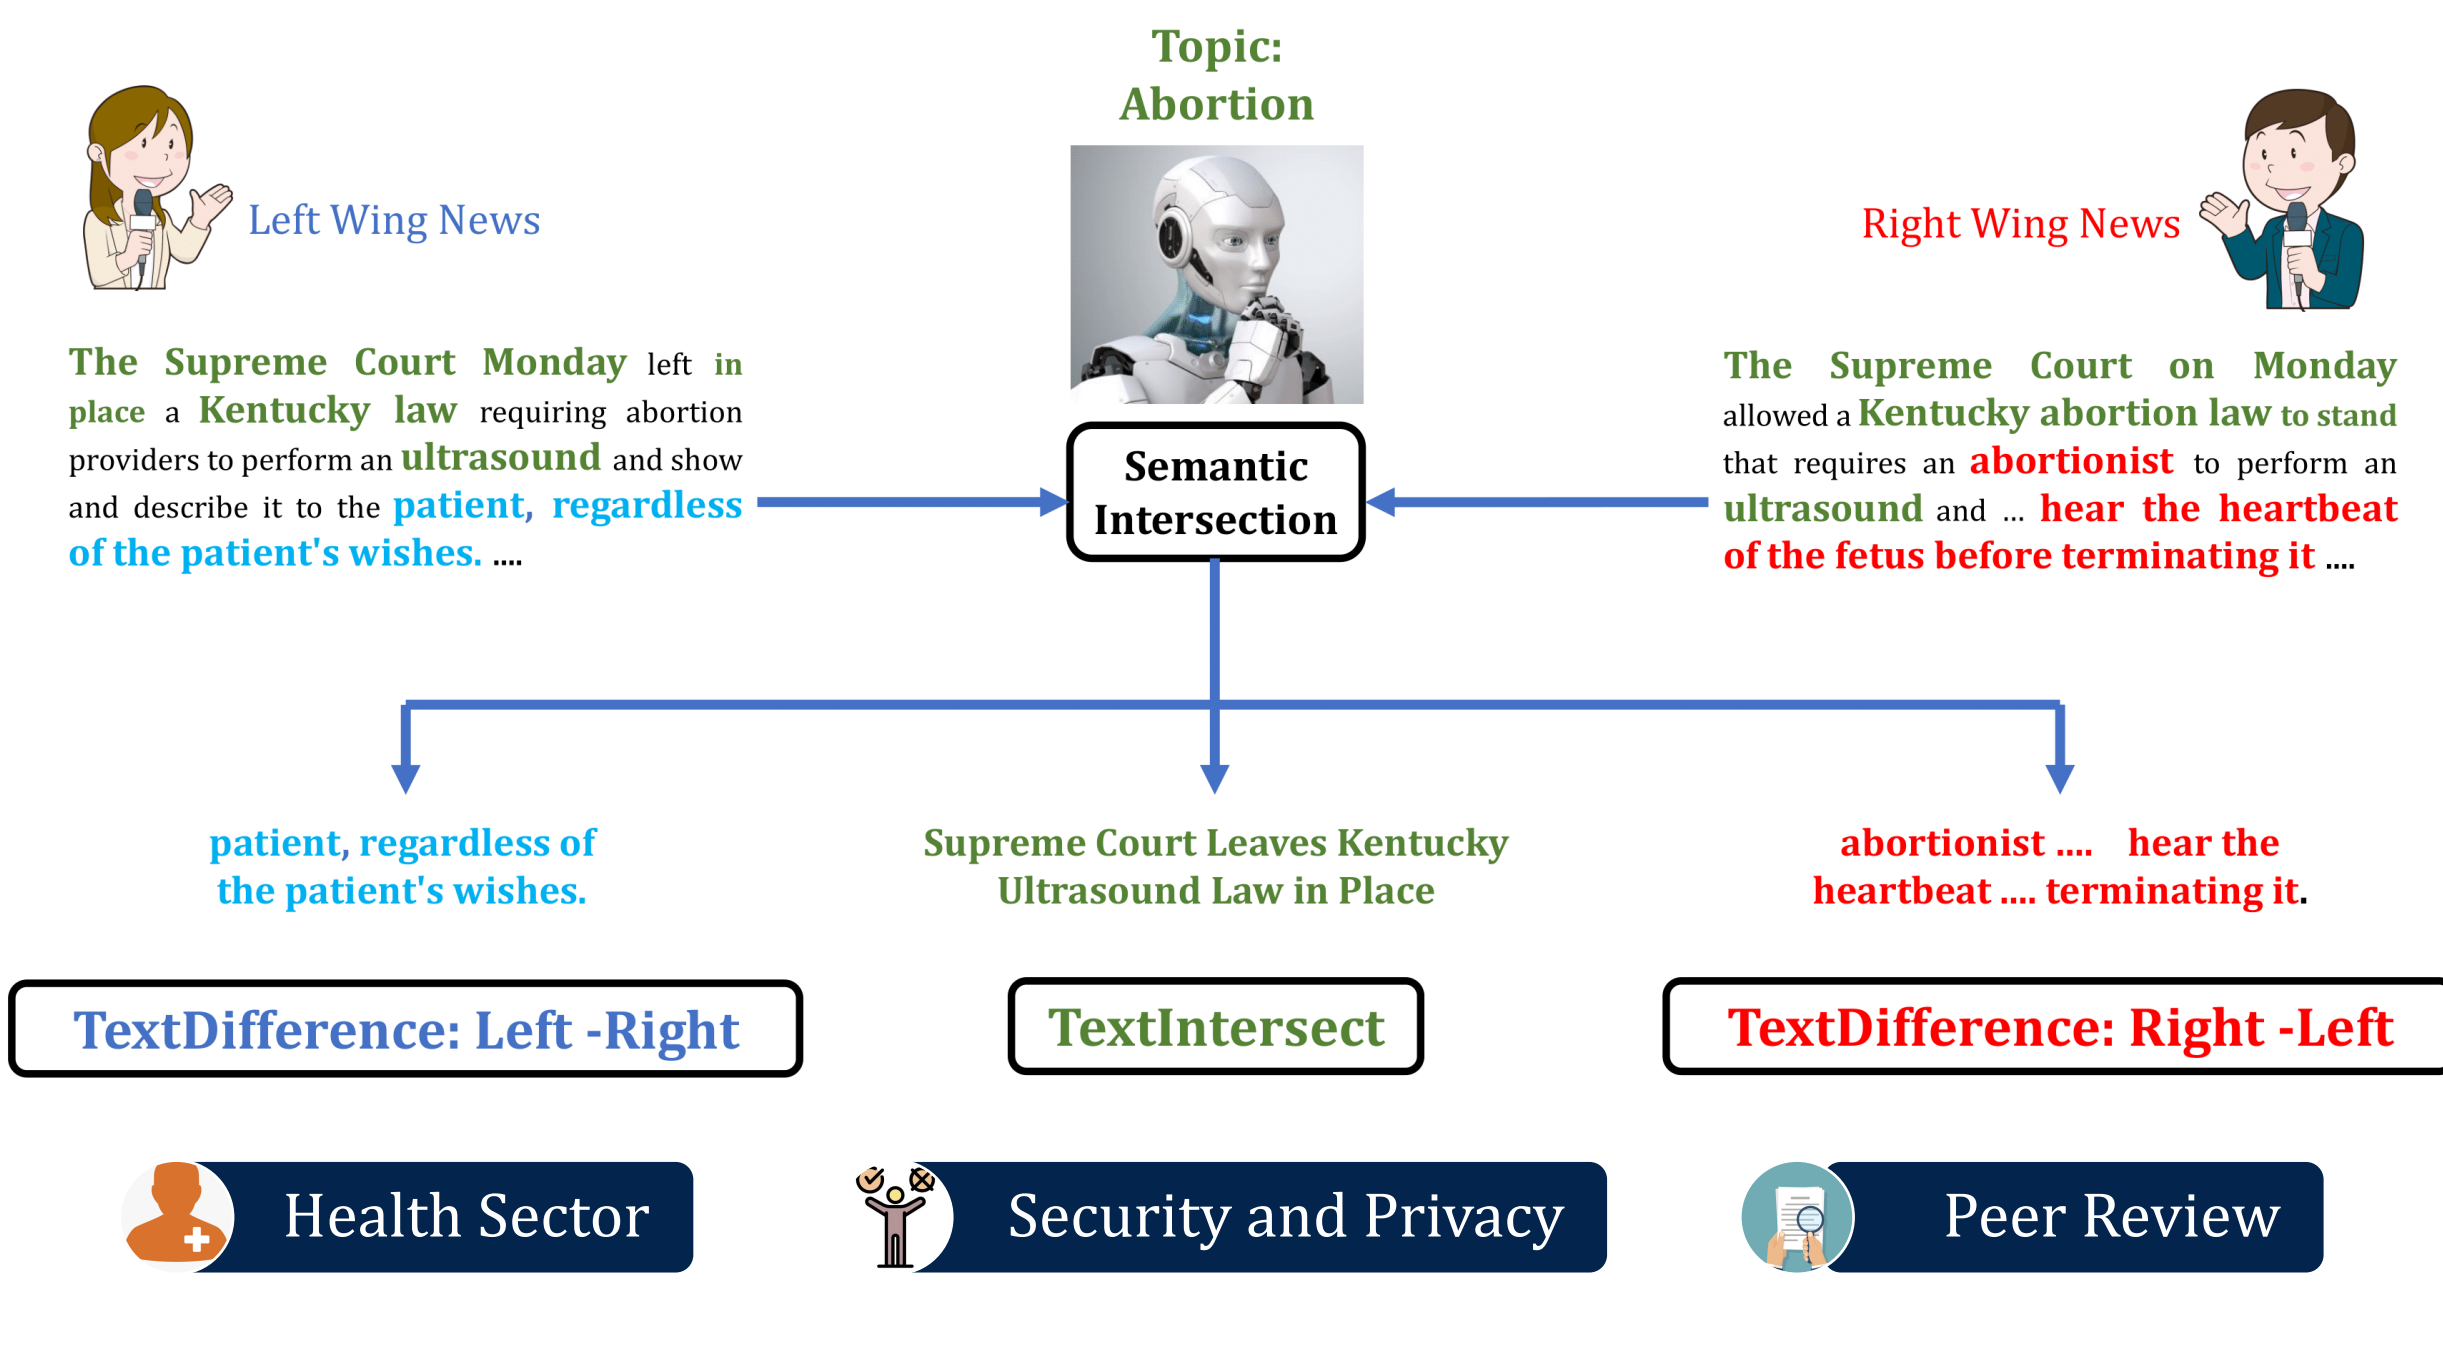 Topic:
Abortion
Left Wing News
Right Wing News
The Supreme Court Monday left in
place a Kentucky law requiring abortion
providers to perform an ultrasound and show
and describe it to the patient, regardless
of the patient's wishes. ....
Semantic
Intersection
The Supreme Court on Monday
allowed a Kentucky abortion law to stand
that requires an abortionist to perform an
ultrasound and ... hear the heartbeat
of the fetus before terminating it ....
patient, regardless of
the patient's wishes.
Supreme Court Leaves Kentucky
Ultrasound Law in Place
abortionist .... hear the
heartbeat .... terminating it.
TextDifference: Left -Right
TextIntersect
TextDifference: Right -Left
Health Sector
Security and Privacy
Peer Review